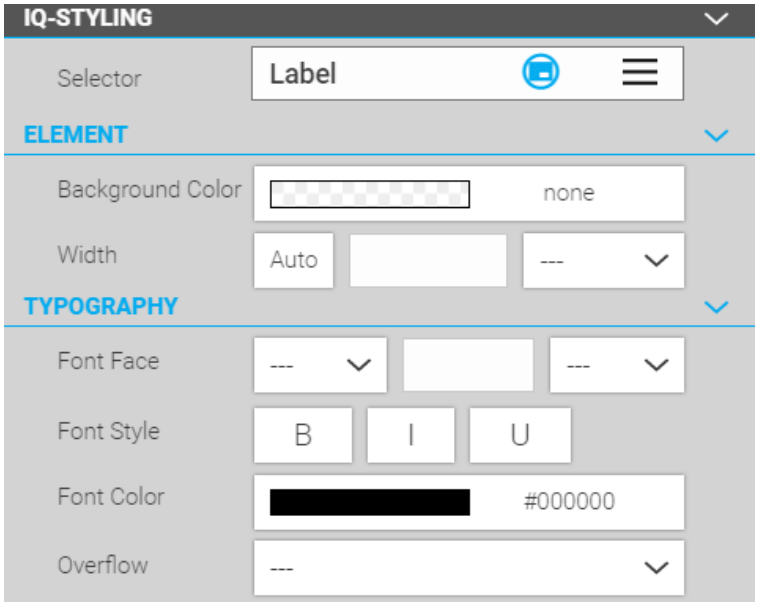 IQ-STYLING
Selector Label
ELEMENT
Background Color none
Width Auto ---
TYPOGRAPHY
Font Face --- ---
Font Style B I U
Font Color #000000
Overflow ---